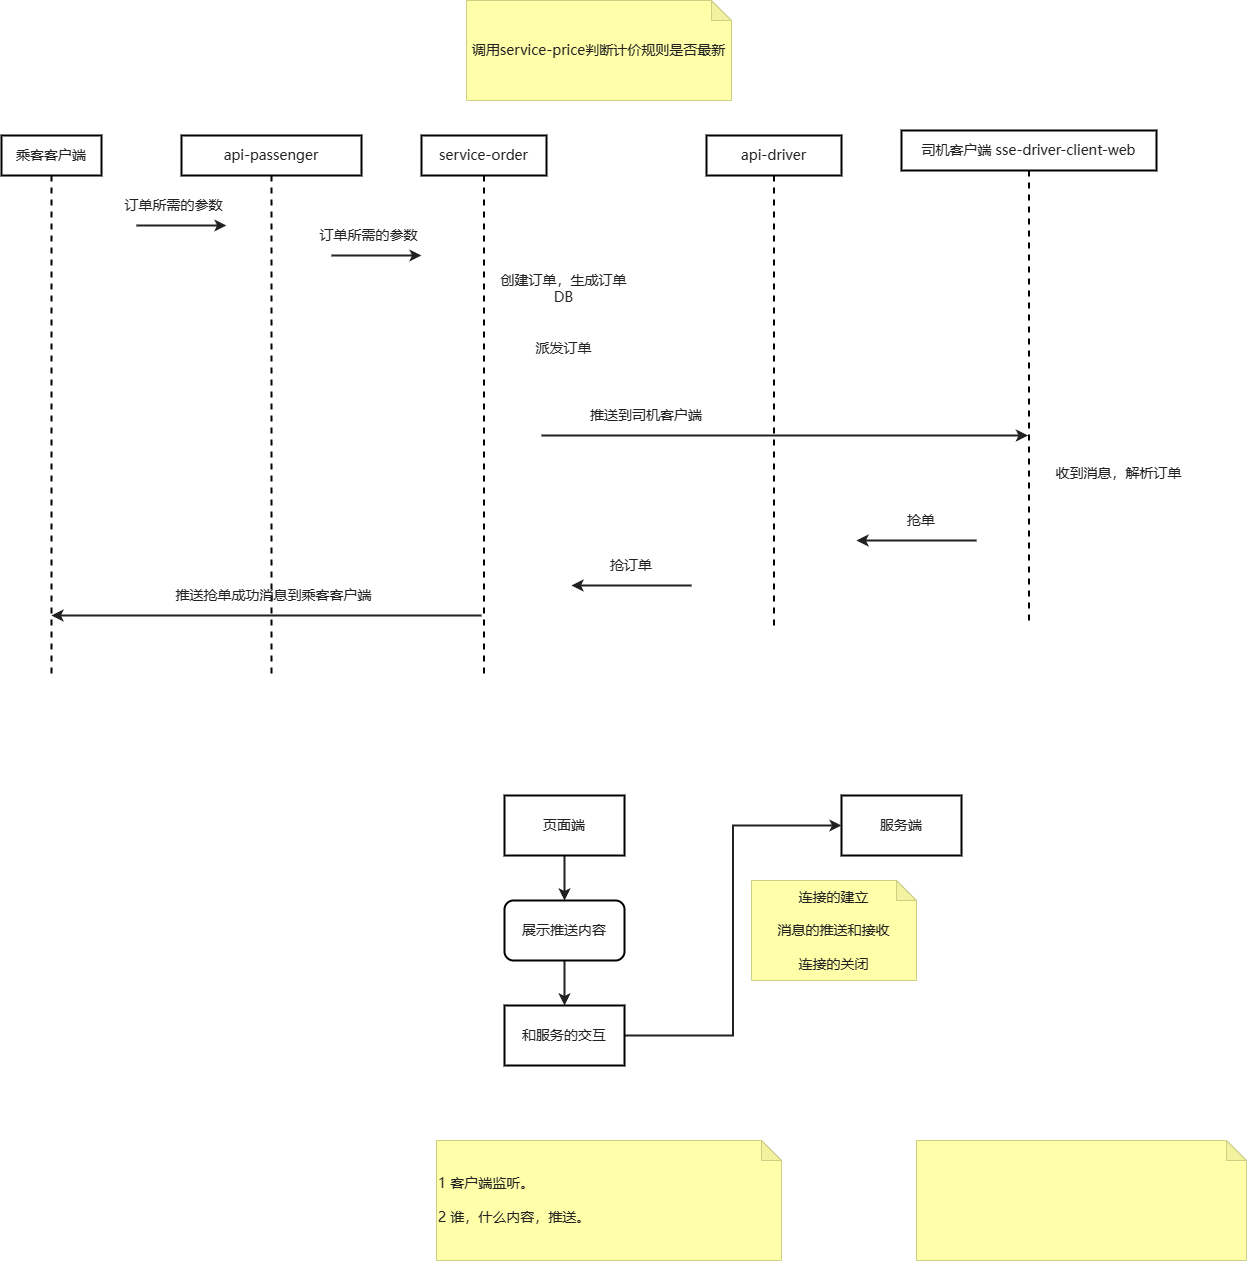 调用service-price判断计价规则是否最新
乘客客户端
api-passenger
service-order
api-driver
司机客户端 sse-driver-client-web
订单所需的参数
订单所需的参数
创建订单，生成订单
DB
派发订单
推送到司机客户端
收到消息，解析订单
抢单
抢订单
推送抢单成功消息到乘客客户端
页面端
服务端
展示推送内容
连接的建立
消息的推送和接收
连接的关闭
和服务的交互
1 客户端监听。
2 谁，什么内容，推送。